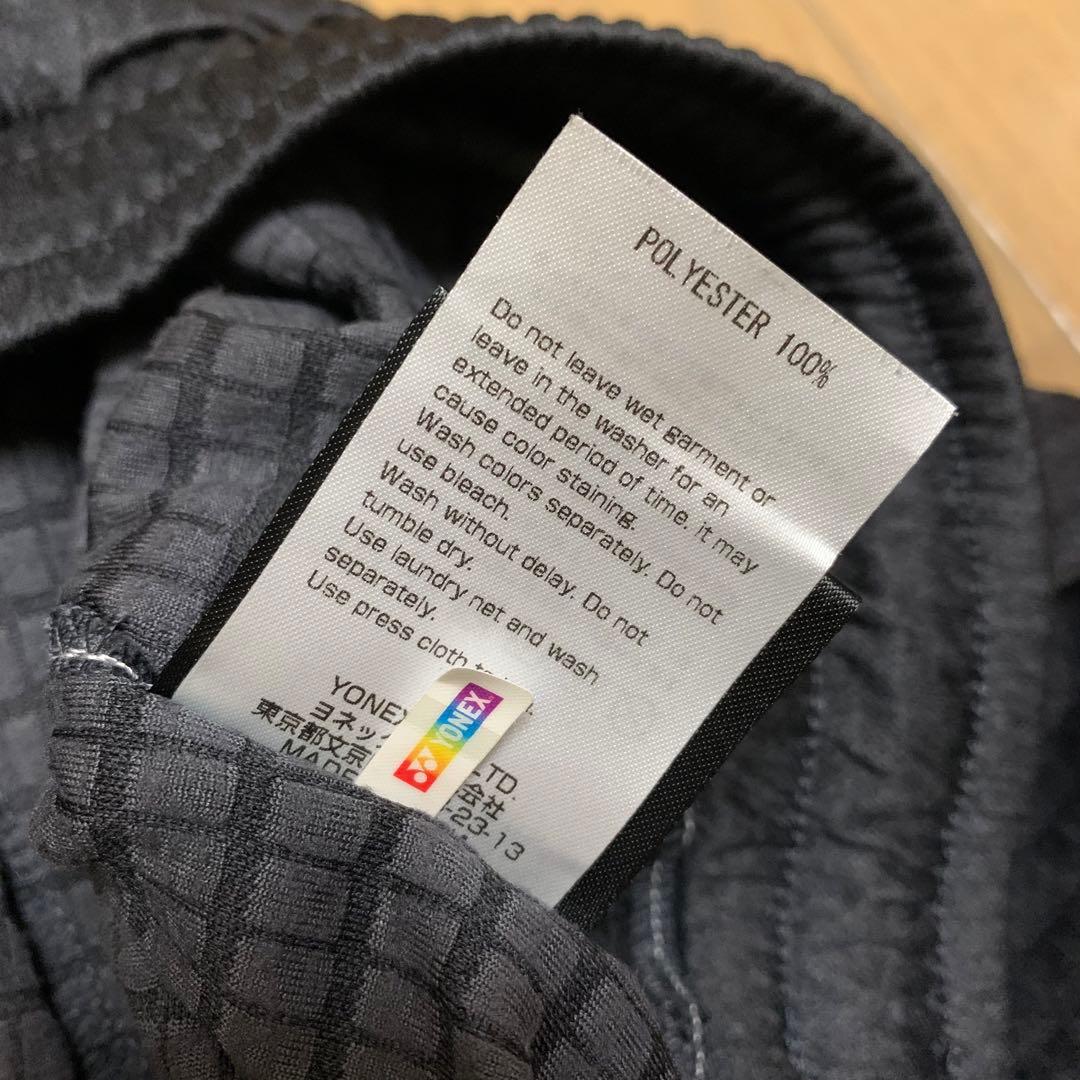 POLYESTER 100%
Do not leave wet garment or
leave in the washer for an
extended period of time. it may
cause color staining.
Wash colors separately. Do not
use bleach.
Wash without delay. Do not
tumble dry.
Use laundry net and wash
separately.
Use press cloth
LTD.
ヨネッ
会社
東京都文京
-23-13
YONEX